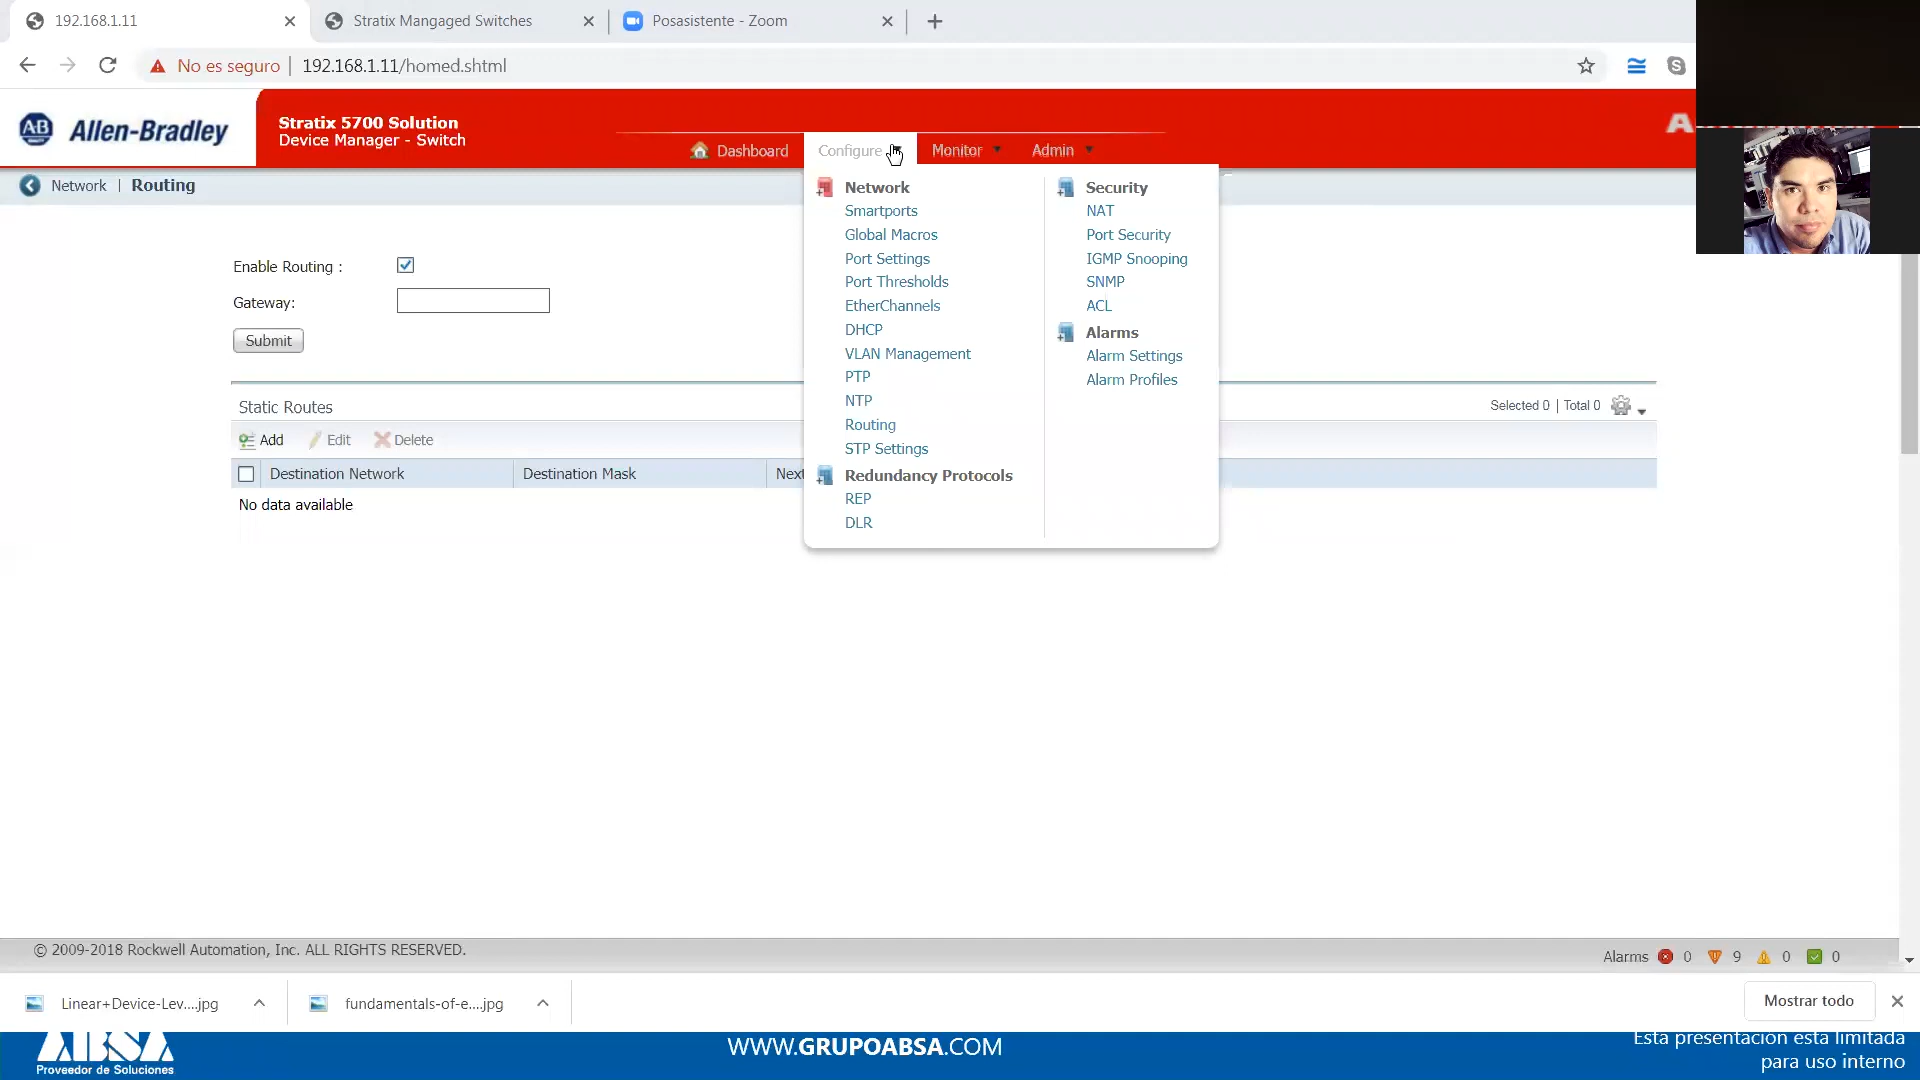 192.168.1.11
Stratix Mangaged Switches
Posasistente - Zoom
No es seguro
192.168.1.11/homed.shtml
AB Allen-Bradley
Stratix 5700 Solution
Device Manager - Switch
Dashboard
Configure
Monitor
Admin
Network | Routing
Enable Routing :
Gateway:
Submit
Network
Smartports
Global Macros
Port Settings
Port Thresholds
EtherChannels
DHCP
VLAN Management
PTP
NTP
Routing
STP Settings
Redundancy Protocols
REP
DLR
Security
NAT
Port Security
IGMP Snooping
SNMP
ACL
Alarms
Alarm Settings
Alarm Profiles
Static Routes
Selected 0 | Total 0
Add
Edit
Delete
Destination Network
Destination Mask
Next
No data available
© 2009-2018 Rockwell Automation, Inc. ALL RIGHTS RESERVED.
Alarms 0 9 0 0
Linear+Device-Lev....jpg
fundamentals-of-e....jpg
Mostrar todo
ABSA
Proveedor de Soluciones
WWW.GRUPOABSA.COM
Esta presentación esta limitada
para uso interno